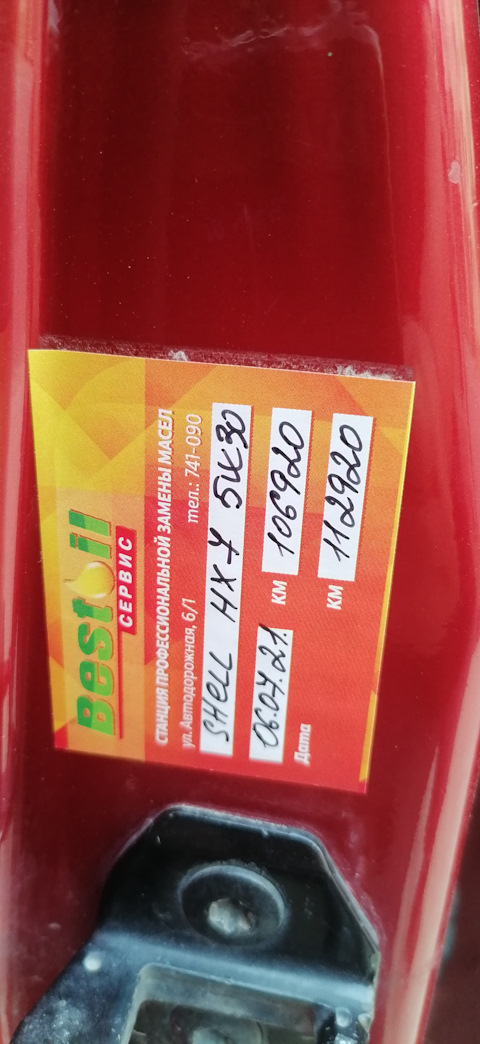 Bestoil
СЕРВИС
СТАНЦИЯ ПРОФЕССИОНАЛЬНОЙ ЗАМЕНЫ МАСЕЛ
ул. Автодорожная, 6/1 тел.: 741-090
SHELL HX7 5W30
06.07.21. КМ 106920
Дата КМ 112920